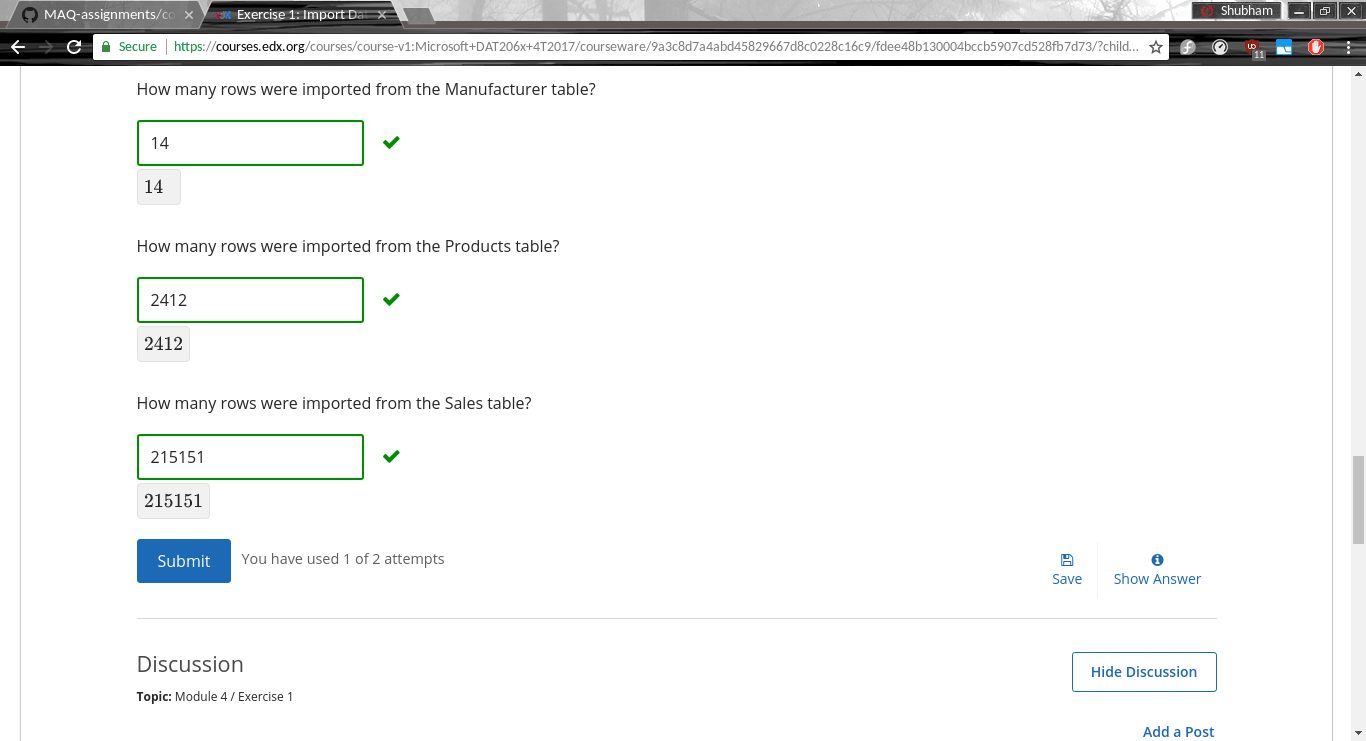 MAQ-assignments/co
Exercise 1: Import Da
Shubham
Secure
https://courses.edx.org/courses/course-v1:Microsoft+DAT206x+4T2017/courseware/9a3c8d7a4abd45829667d8c0228c16c9/fdee48b130004bccb5907cd528fb7d73/?child...
11
How many rows were imported from the Manufacturer table?
14
14
How many rows were imported from the Products table?
2412
2412
How many rows were imported from the Sales table?
215151
215151
Submit
You have used 1 of 2 attempts
Save
Show Answer
Discussion
Hide Discussion
Topic: Module 4 / Exercise 1
Add a Post